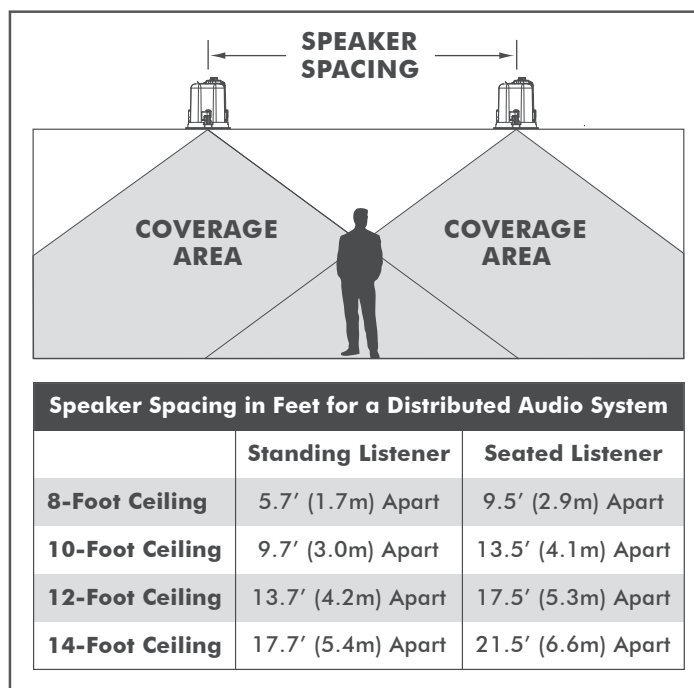 SPEAKER
SPACING
COVERAGE
AREA
COVERAGE
AREA
Speaker Spacing in Feet for a Distributed Audio System
Standing Listener Seated Listener
8-Foot Ceiling 5.7’ (1.7m) Apart 9.5’ (2.9m) Apart
10-Foot Ceiling 9.7’ (3.0m) Apart 13.5’ (4.1m) Apart
12-Foot Ceiling 13.7’ (4.2m) Apart 17.5’ (5.3m) Apart
14-Foot Ceiling 17.7’ (5.4m) Apart 21.5’ (6.6m) Apart